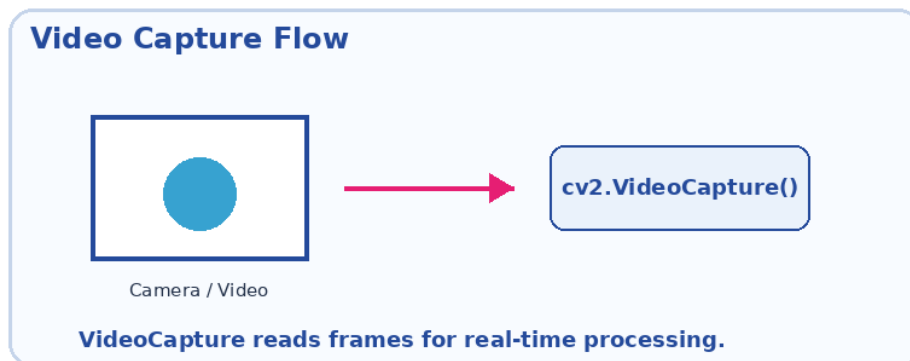 Video Capture Flow
cv2.VideoCapture()
Camera / Video
VideoCapture reads frames for real-time processing.